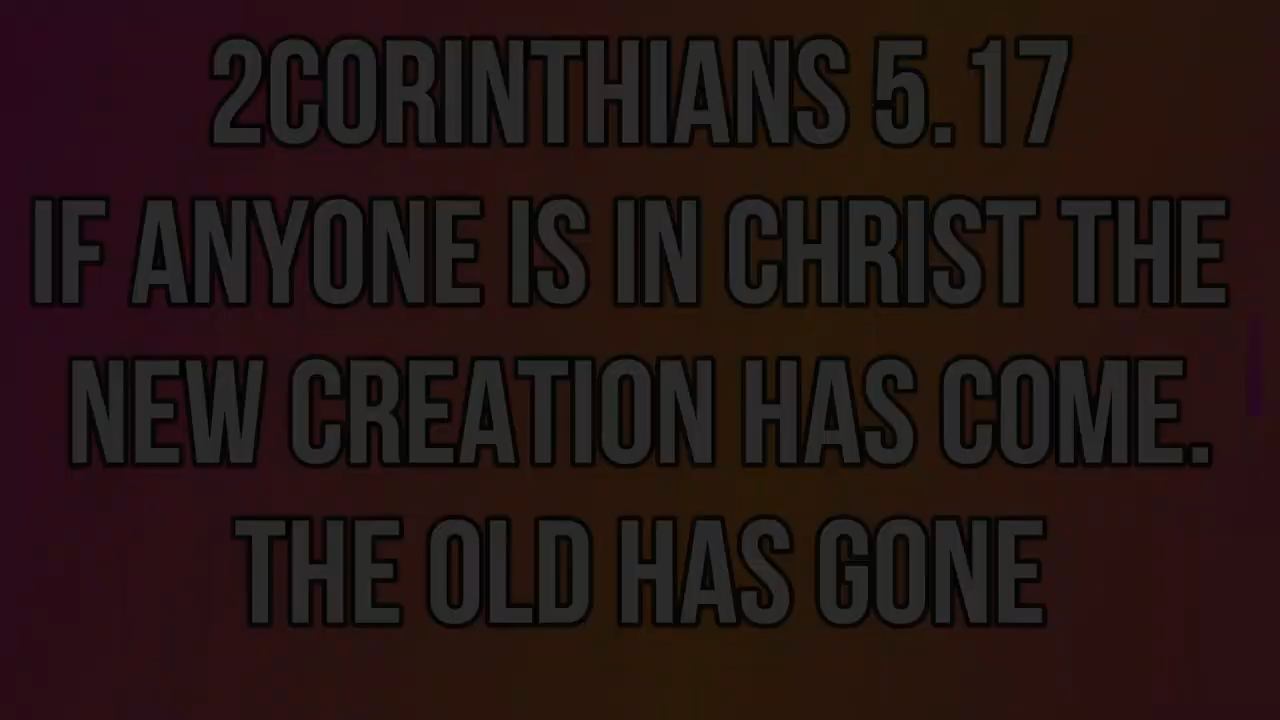 2CORINTHIANS 5.17
IF ANYONE IS IN CHRIST THE
NEW CREATION HAS COME.
THE OLD HAS GONE